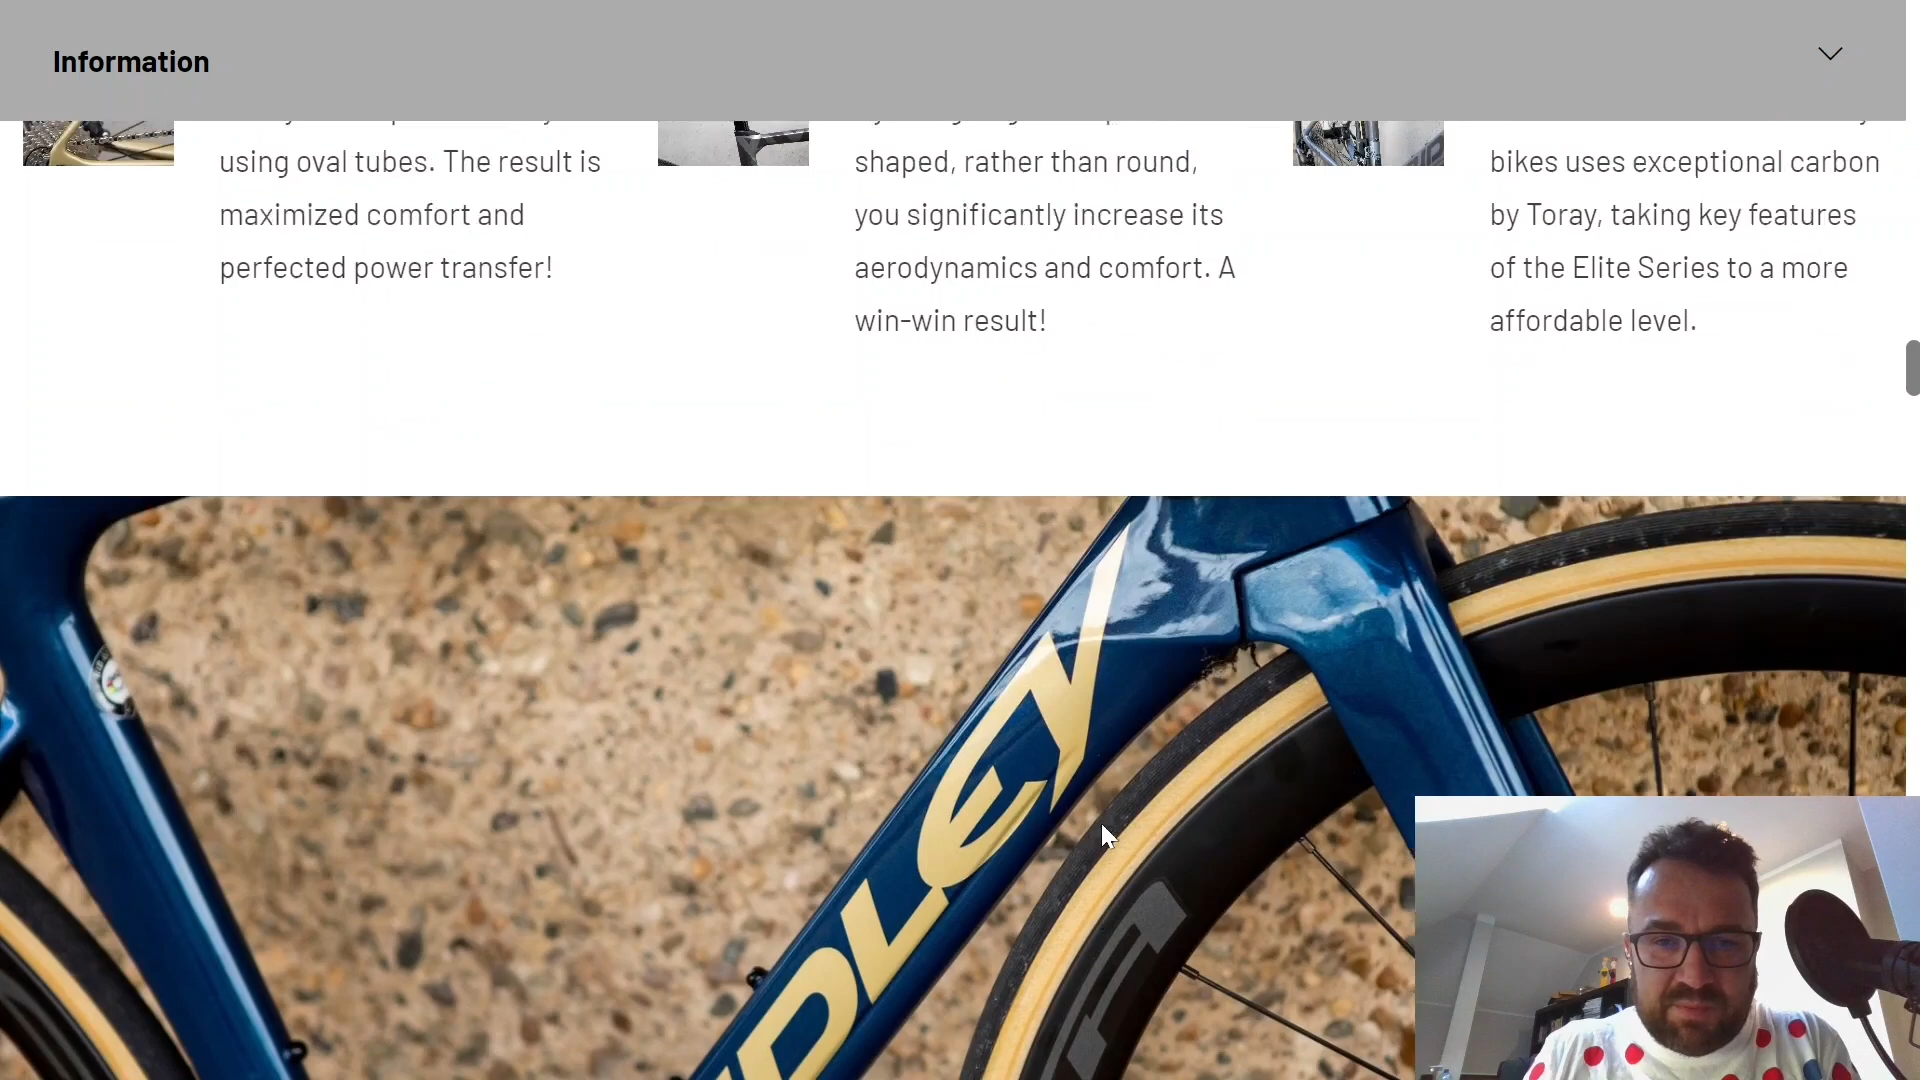 Information
using oval tubes. The result is
maximized comfort and
perfected power transfer!
shaped, rather than round,
you significantly increase its
aerodynamics and comfort. A
win-win result!
bikes uses exceptional carbon
by Toray, taking key features
of the Elite Series to a more
affordable level.